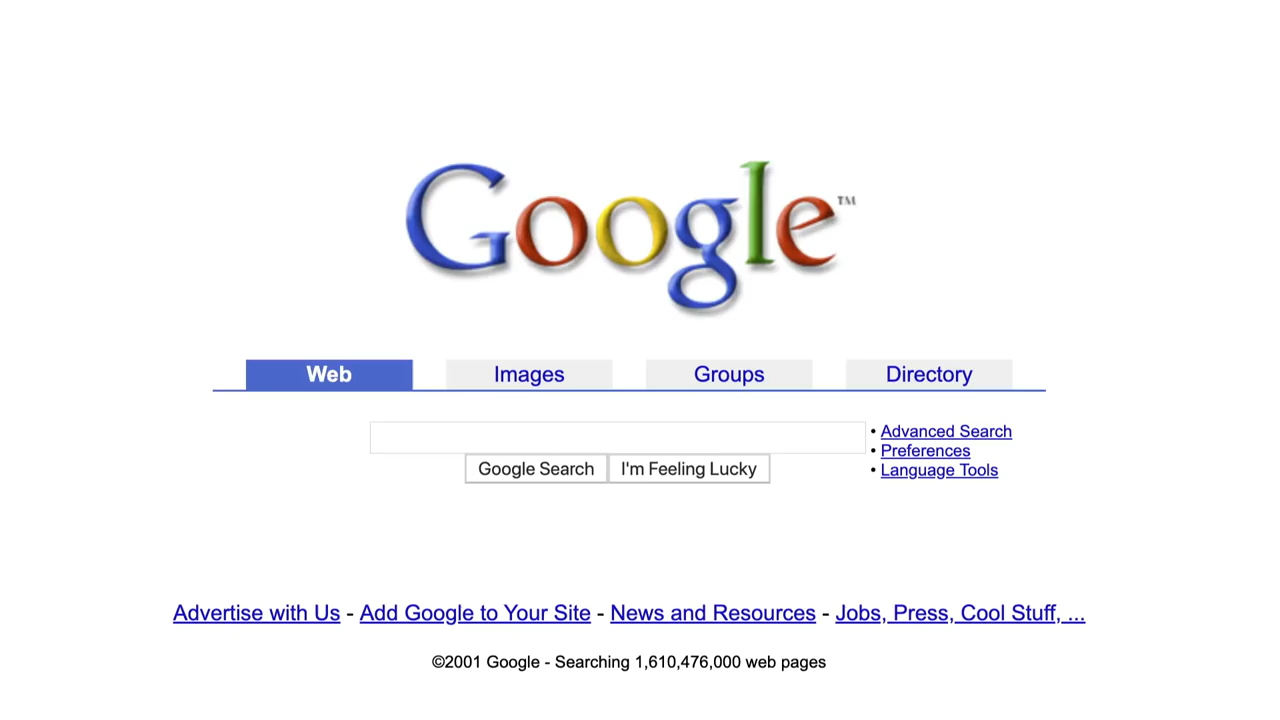 Google™
Web Images Groups Directory
• Advanced Search
• Preferences
• Language Tools
Google Search I'm Feeling Lucky
Advertise with Us - Add Google to Your Site - News and Resources - Jobs, Press, Cool Stuff, ...
©2001 Google - Searching 1,610,476,000 web pages